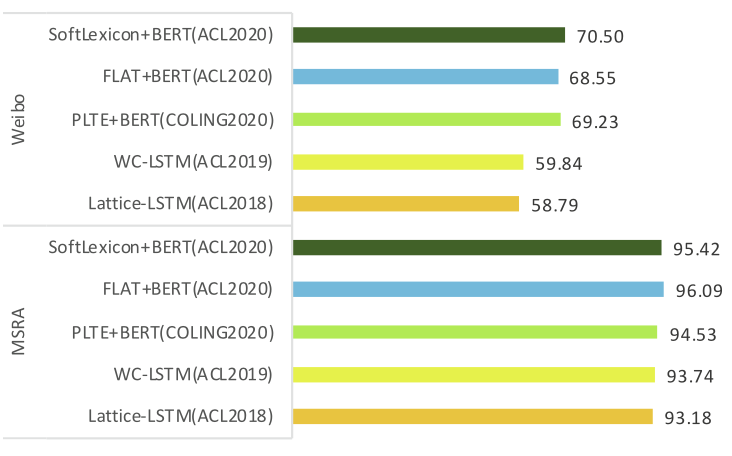 Weibo
SoftLexicon+BERT(ACL2020) 70.50
FLAT+BERT(ACL2020) 68.55
PLTE+BERT(COLING2020) 69.23
WC-LSTM(ACL2019) 59.84
Lattice-LSTM(ACL2018) 58.79
MSRA
SoftLexicon+BERT(ACL2020) 95.42
FLAT+BERT(ACL2020) 96.09
PLTE+BERT(COLING2020) 94.53
WC-LSTM(ACL2019) 93.74
Lattice-LSTM(ACL2018) 93.18